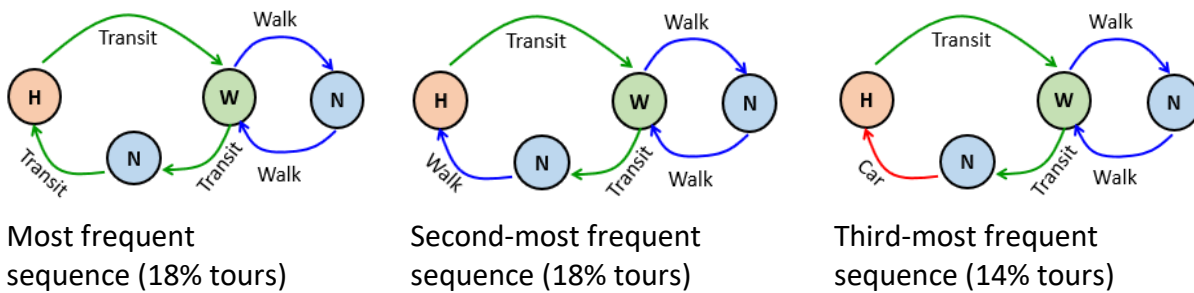 Walk
Transit
H
W
N
N
Transit
Transit
Walk
Most frequent
sequence (18% tours)
Walk
Transit
H
W
N
N
Walk
Transit
Walk
Second-most frequent
sequence (18% tours)
Walk
Transit
H
W
N
N
Car
Transit
Walk
Third-most frequent
sequence (14% tours)